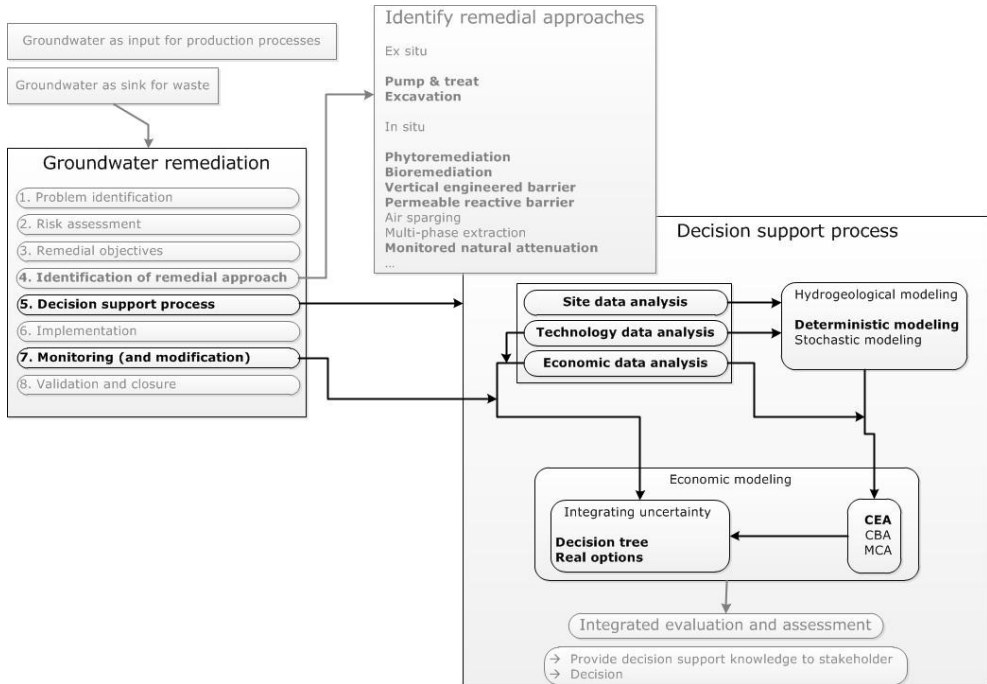 Groundwater as input for production processes
Groundwater as sink for waste
Groundwater remediation
1. Problem identification
2. Risk assessment
3. Remedial objectives
4. Identification of remedial approach
5. Decision support process
6. Implementation
7. Monitoring (and modification)
8. Validation and closure
Identify remedial approaches
Ex situ
Pump & treat
Excavation
In situ
Phytoremediation
Bioremediation
Vertical engineered barrier
Permeable reactive barrier
Air sparging
Multi-phase extraction
Monitored natural attenuation
...
Decision support process
Site data analysis
Technology data analysis
Economic data analysis
Hydrogeological modeling
Deterministic modeling
Stochastic modeling
Economic modeling
Integrating uncertainty
Decision tree
Real options
CEA
CBA
MCA
Integrated evaluation and assessment
→ Provide decision support knowledge to stakeholder
→ Decision